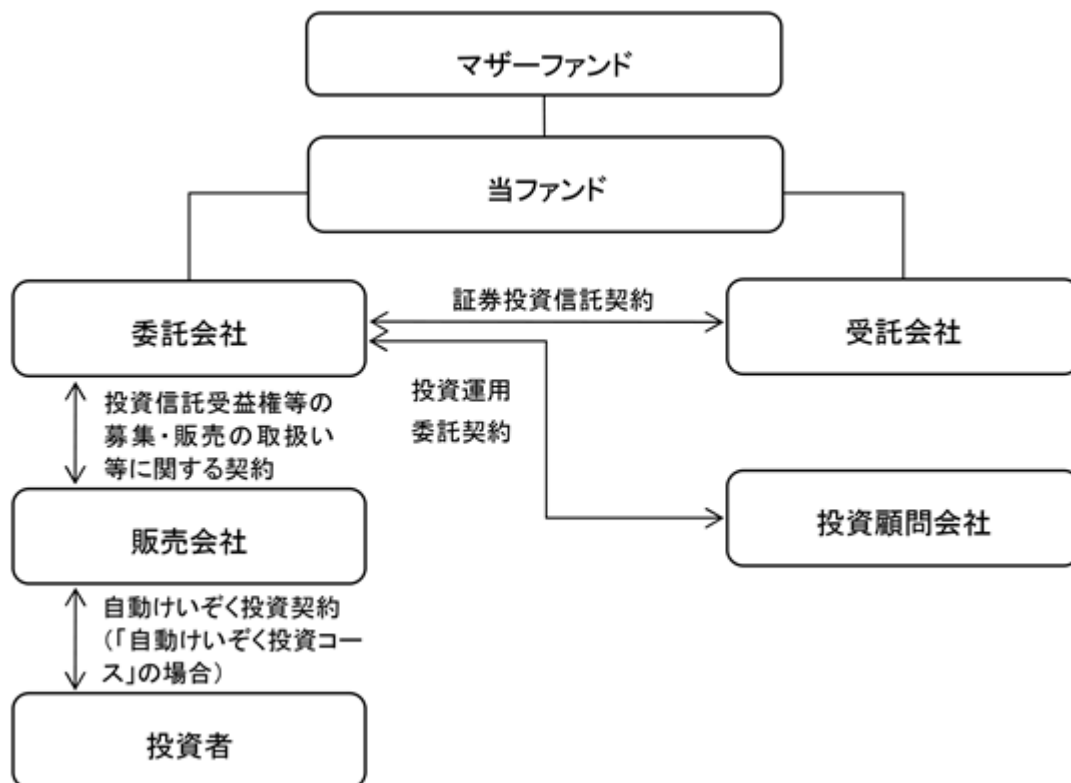 マザーファンド
当ファンド
委託会社
証券投資信託契約
受託会社
投資運用
委託契約
投資信託受益権等の
募集・販売の取扱い
等に関する契約
販売会社
投資顧問会社
自動けいぞく投資契約
(「自動けいぞく投資コー
ス」の場合)
投資者